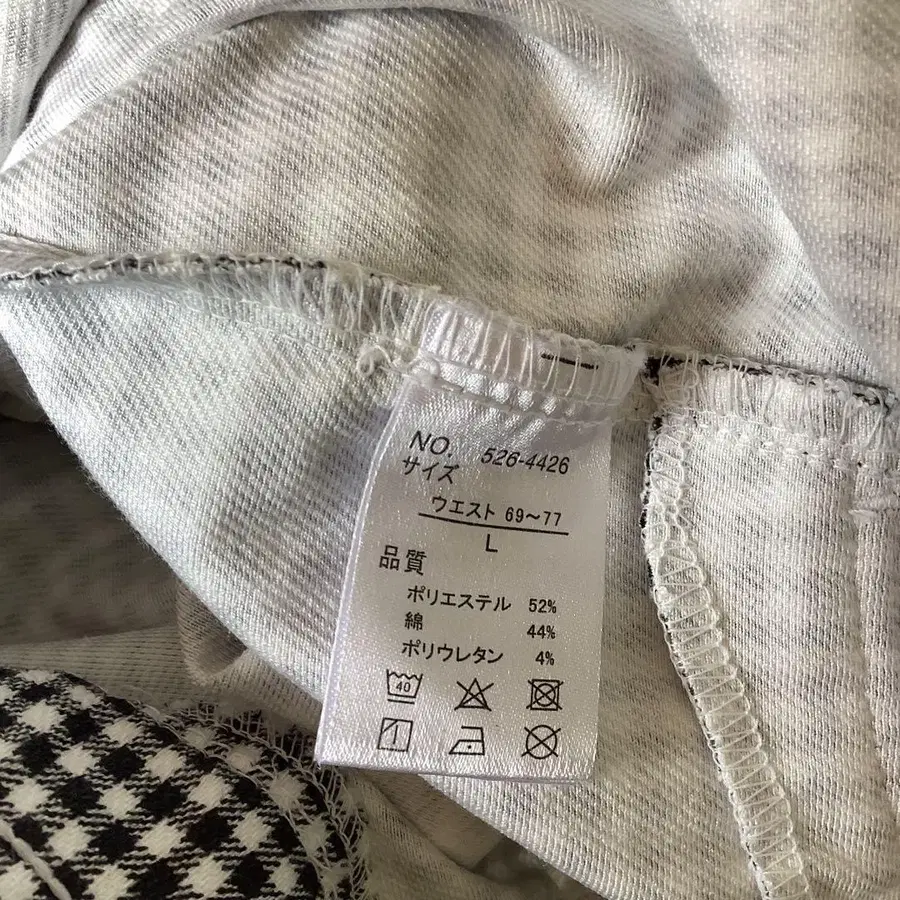 NO. 526-4426
サイズ
ウエスト 69~77
L
品質
ポリエステル 52%
綿 44%
ポリウレタン 4%
40